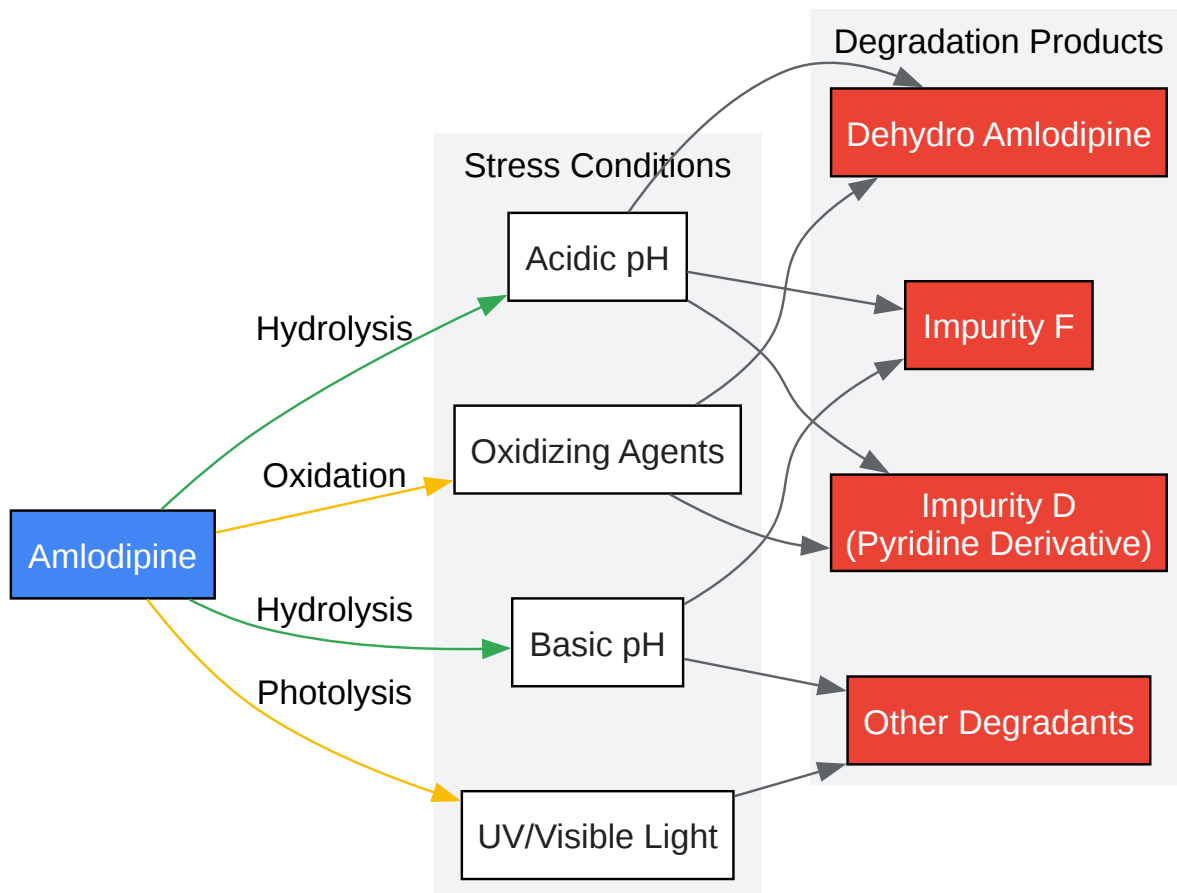 Degradation Products
Dehydro Amlodipine
Stress Conditions
Acidic pH
Hydrolysis
Impurity F
Oxidizing Agents
Oxidation
Impurity D
(Pyridine Derivative)
Amlodipine
Hydrolysis
Basic pH
Photolysis
Other Degradants
UV/Visible Light